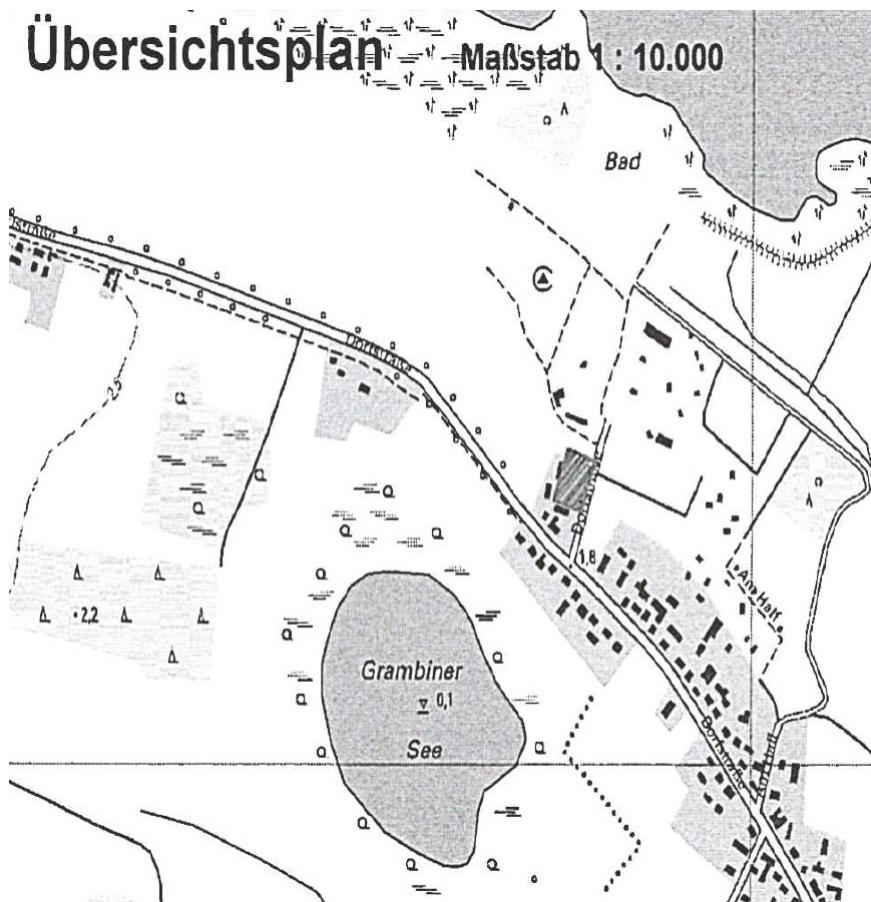 Übersichtsplan Maßstab 1 : 10.000
Bad
Dorfstraße
2,5
1,8
Am Haff
2,2
Grambiner
0,1
See
Dorfstraße